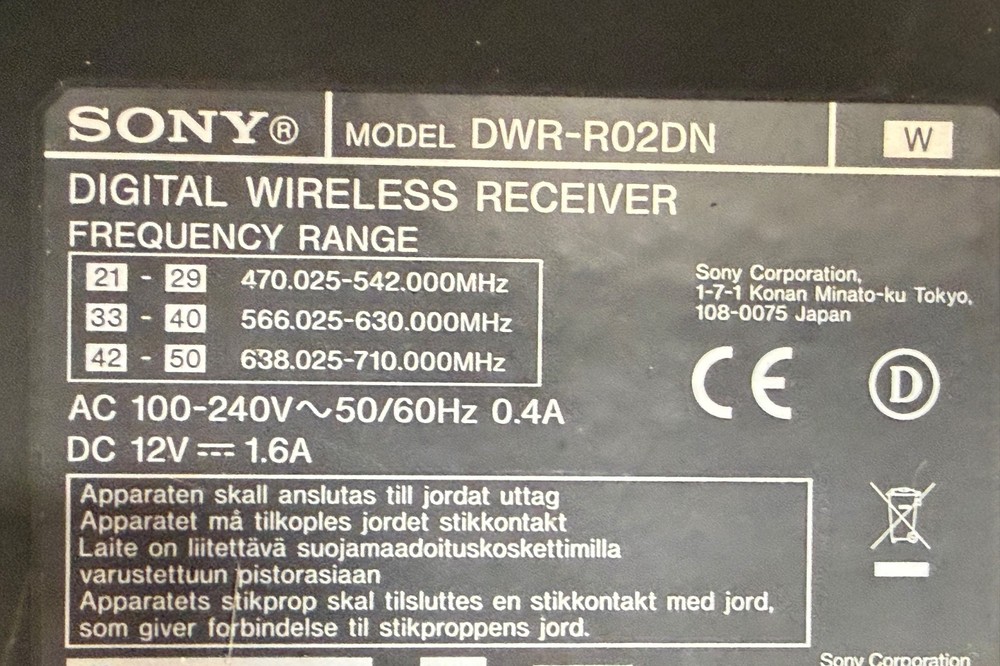 SONY® MODEL DWR-R02DN W
DIGITAL WIRELESS RECEIVER
FREQUENCY RANGE
21 - 29 470.025-542.000MHz
33 - 40 566.025-630.000MHz
42 - 50 638.025-710.000MHz
AC 100-240V～50/60Hz 0.4A
DC 12V ⎓ 1.6A
Sony Corporation,
1-7-1 Konan Minato-ku Tokyo,
108-0075 Japan
CE D
Apparaten skall anslutas till jordat uttag
Apparatet må tilkoples jordet stikkontakt
Laite on liitettävä suojamaadoituskoskettimilla
varustettuun pistorasiaan
Apparatets stikprop skal tilsluttes en stikkontakt med jord,
som giver forbindelse til stikproppens jord.
Sony Corporation